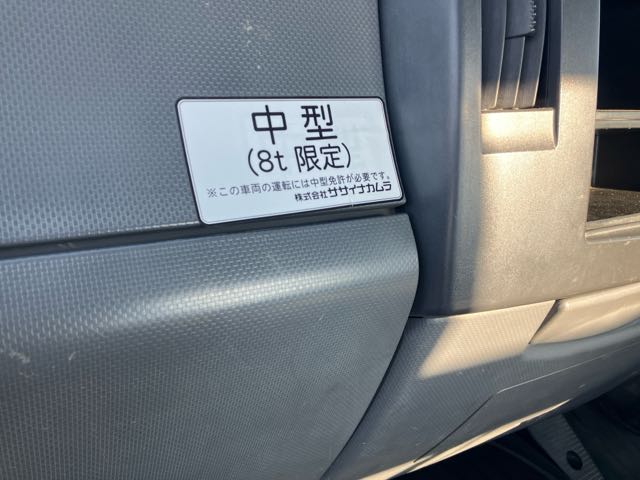 中型
(8t 限定)
※この車両の運転には中型免許が必要です。
株式会社ササイナカムラ